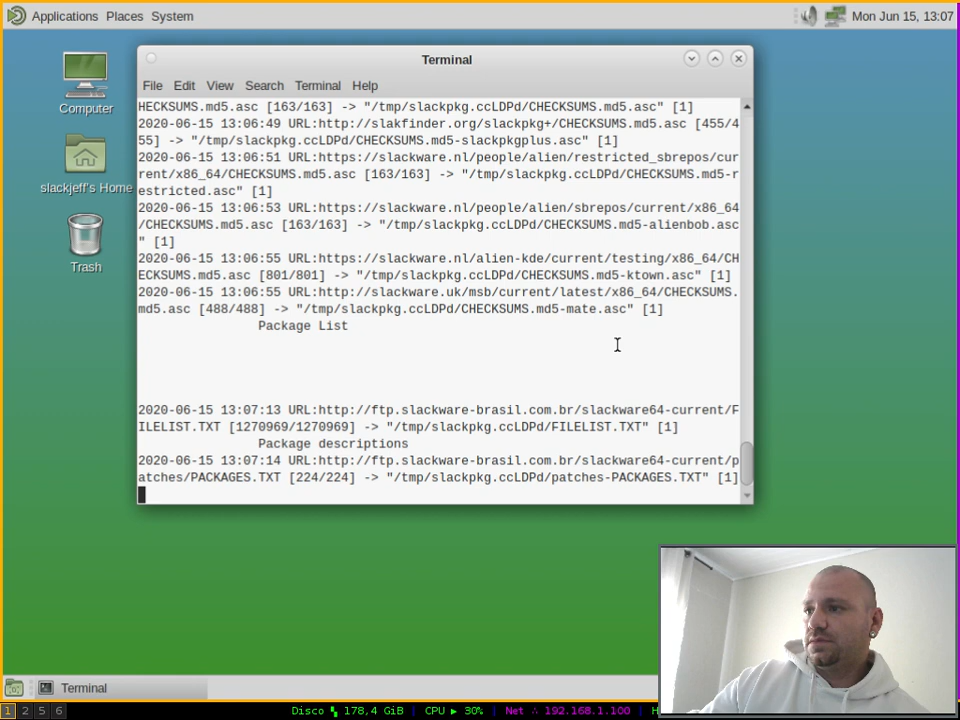 Applications Places System
Mon Jun 15, 13:07
Computer
slackjeff's Home
Trash
Terminal
File Edit View Search Terminal Help
HECKSUMS.md5.asc [163/163] -> "/tmp/slackpkg.ccLDPd/CHECKSUMS.md5.asc" [1]
2020-06-15 13:06:49 URL:http://slakfinder.org/slackpkg+/CHECKSUMS.md5.asc [455/4
55] -> "/tmp/slackpkg.ccLDPd/CHECKSUMS.md5-slackpkgplus.asc" [1]
2020-06-15 13:06:51 URL:https://slackware.nl/people/alien/restricted_sbrepos/cur
rent/x86_64/CHECKSUMS.md5.asc [163/163] -> "/tmp/slackpkg.ccLDPd/CHECKSUMS.md5-r
estricted.asc" [1]
2020-06-15 13:06:53 URL:https://slackware.nl/people/alien/sbrepos/current/x86_64
/CHECKSUMS.md5.asc [163/163] -> "/tmp/slackpkg.ccLDPd/CHECKSUMS.md5-alienbob.asc
" [1]
2020-06-15 13:06:55 URL:https://slackware.nl/alien-kde/current/testing/x86_64/CH
ECKSUMS.md5.asc [801/801] -> "/tmp/slackpkg.ccLDPd/CHECKSUMS.md5-ktown.asc" [1]
2020-06-15 13:06:55 URL:http://slackware.uk/msb/current/latest/x86_64/CHECKSUMS.
md5.asc [488/488] -> "/tmp/slackpkg.ccLDPd/CHECKSUMS.md5-mate.asc" [1]
Package List
2020-06-15 13:07:13 URL:http://ftp.slackware-brasil.com.br/slackware64-current/F
ILELIST.TXT [1270969/1270969] -> "/tmp/slackpkg.ccLDPd/FILELIST.TXT" [1]
Package descriptions
2020-06-15 13:07:14 URL:http://ftp.slackware-brasil.com.br/slackware64-current/p
atches/PACKAGES.TXT [224/224] -> "/tmp/slackpkg.ccLDPd/patches-PACKAGES.TXT" [1]
Terminal
1 2 5 6
Disco 178,4 GiB | CPU ▶ 30% | Net ∴ 192.168.1.100 | H